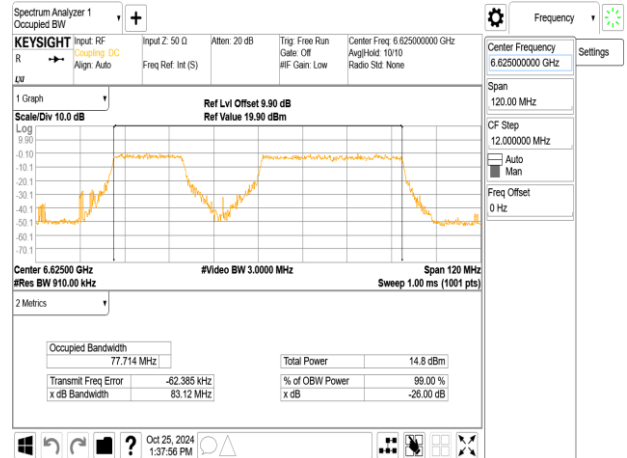 Spectrum Analyzer 1
Occupied BW
Frequency
KEYSIGHT
R
LXI
Input: RF
Coupling: DC
Align: Auto
Input Z: 50 Ω
Freq Ref: Int (S)
Atten: 20 dB
Trig: Free Run
Gate: Off
#IF Gain: Low
Center Freq: 6.625000000 GHz
Avg|Hold: 10/10
Radio Std: None
Center Frequency
6.625000000 GHz
Settings
Span
120.00 MHz
CF Step
12.000000 MHz
Auto
Man
Freq Offset
0 Hz
1 Graph
Scale/Div 10.0 dB
Ref Lvl Offset 9.90 dB
Ref Value 19.90 dBm
Log
9.90
-0.10
-10.1
-20.1
-30.1
-40.1
-50.1
-60.1
-70.1
Center 6.62500 GHz
#Video BW 3.0000 MHz
Span 120 MHz
#Res BW 910.00 kHz
Sweep 1.00 ms (1001 pts)
2 Metrics
Occupied Bandwidth
77.714 MHz
Total Power 14.8 dBm
Transmit Freq Error -62.385 kHz
% of OBW Power 99.00 %
x dB Bandwidth 83.12 MHz
x dB -26.00 dB
?
Oct 25, 2024
1:37:56 PM